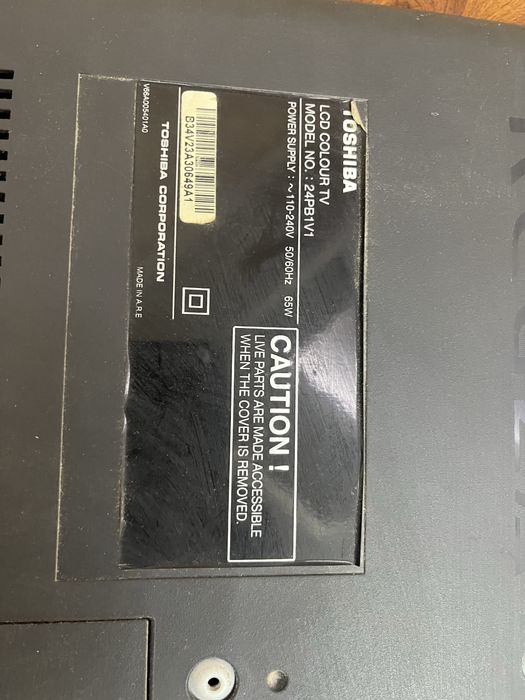 TOSHIBA
LCD COLOUR TV
MODEL NO. : 24PB1V1
POWER SUPPLY : ~ 110-240V 50/60Hz 65W
B34V23A30649A1
TOSHIBA CORPORATION
V66A005401A0
MADE IN A.R.E
CAUTION !
LIVE PARTS ARE MADE ACCESSIBLE
WHEN THE COVER IS REMOVED.